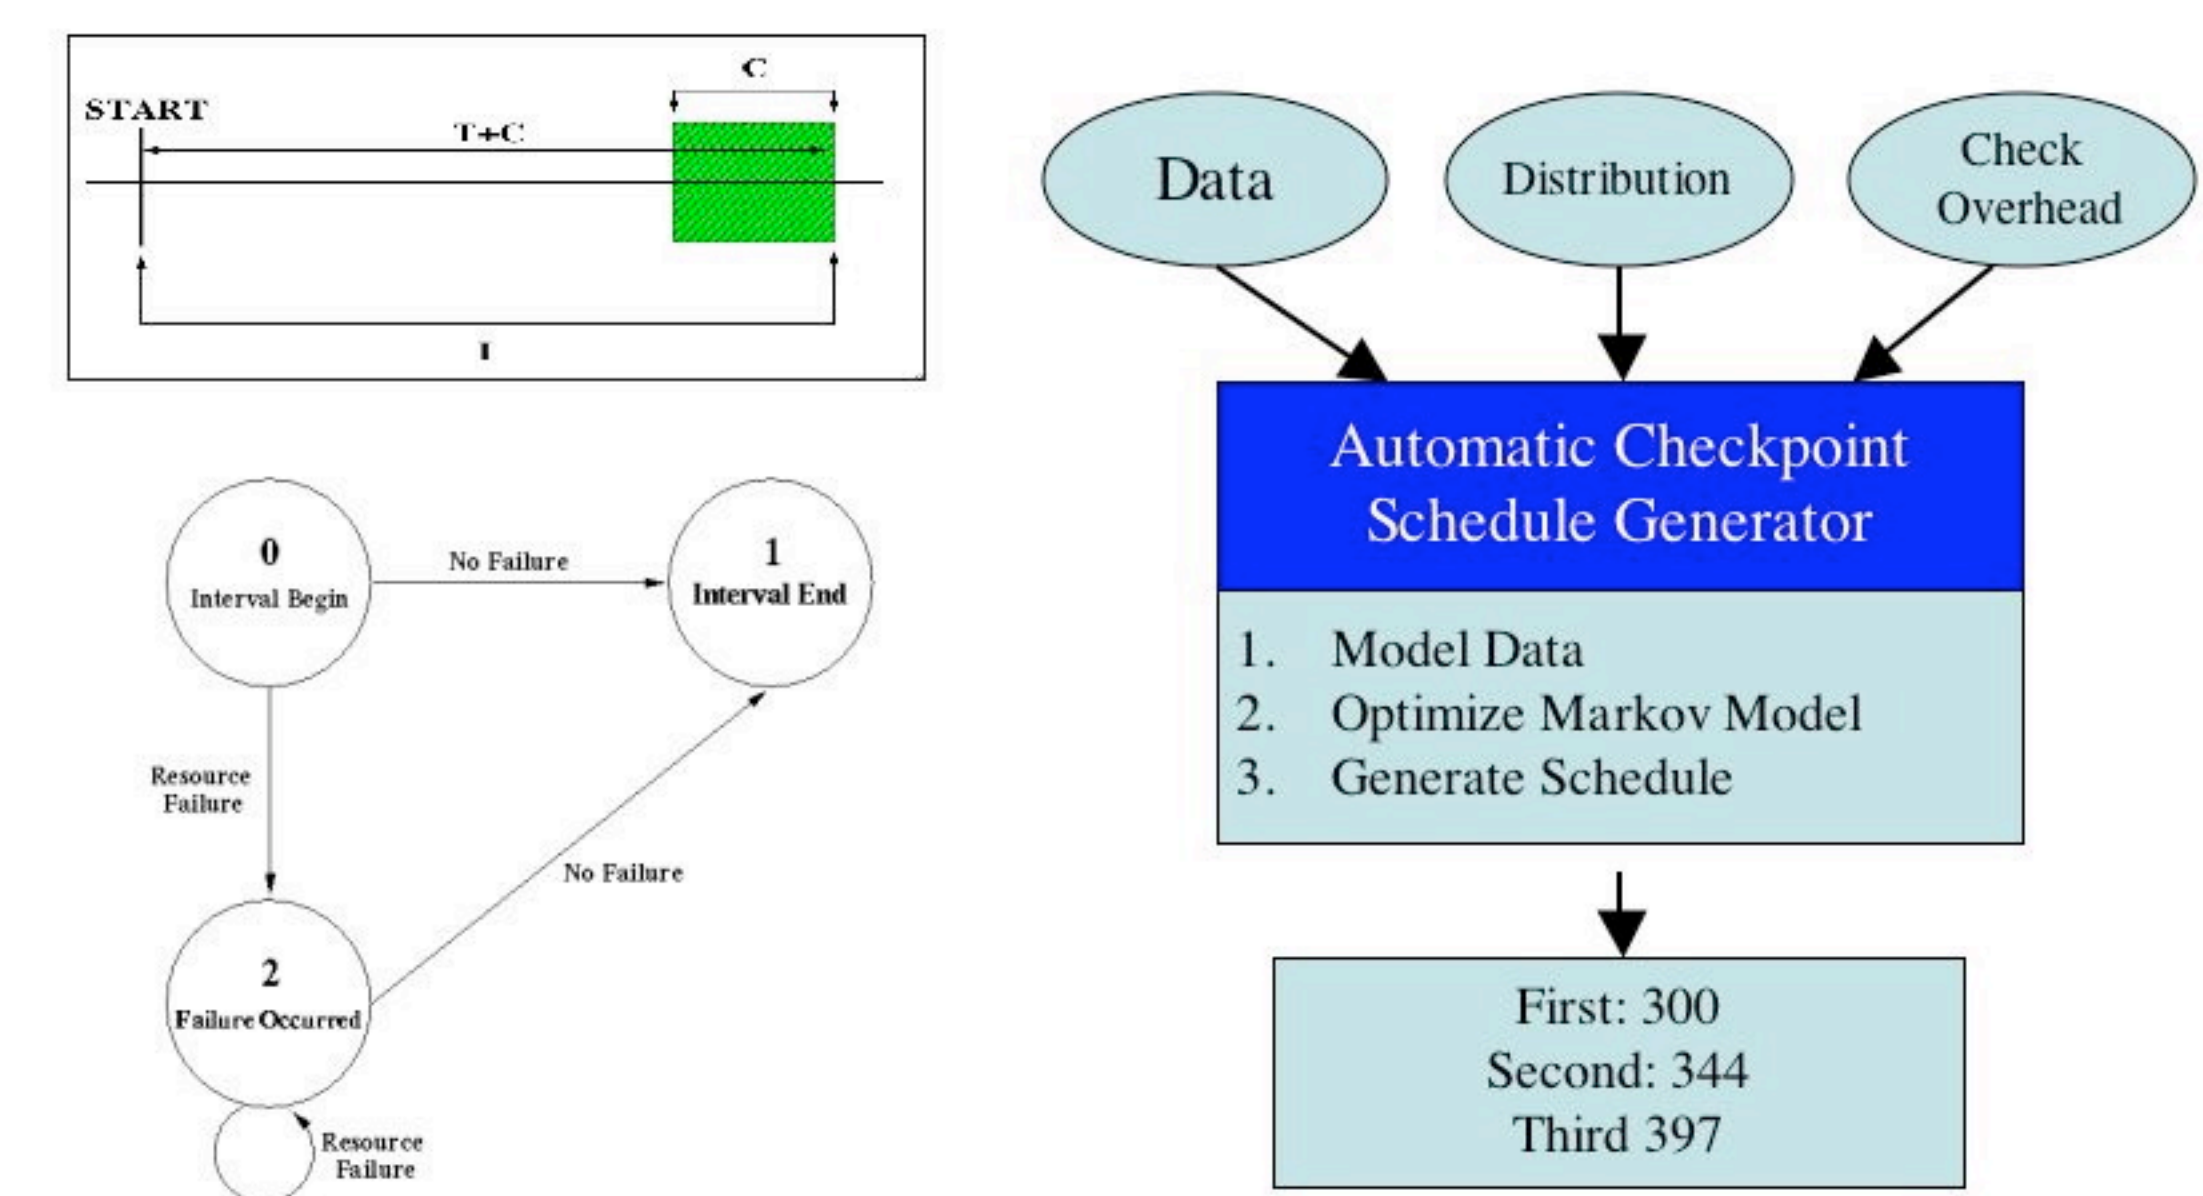 C
START
T+C
I
0
Interval Begin
No Failure
1
Interval End
Resource
Failure
No Failure
2
Failure Occurred
Resource
Failure
Data
Distribution
Check
Overhead
Automatic Checkpoint
Schedule Generator
1. Model Data
2. Optimize Markov Model
3. Generate Schedule
First: 300
Second: 344
Third 397